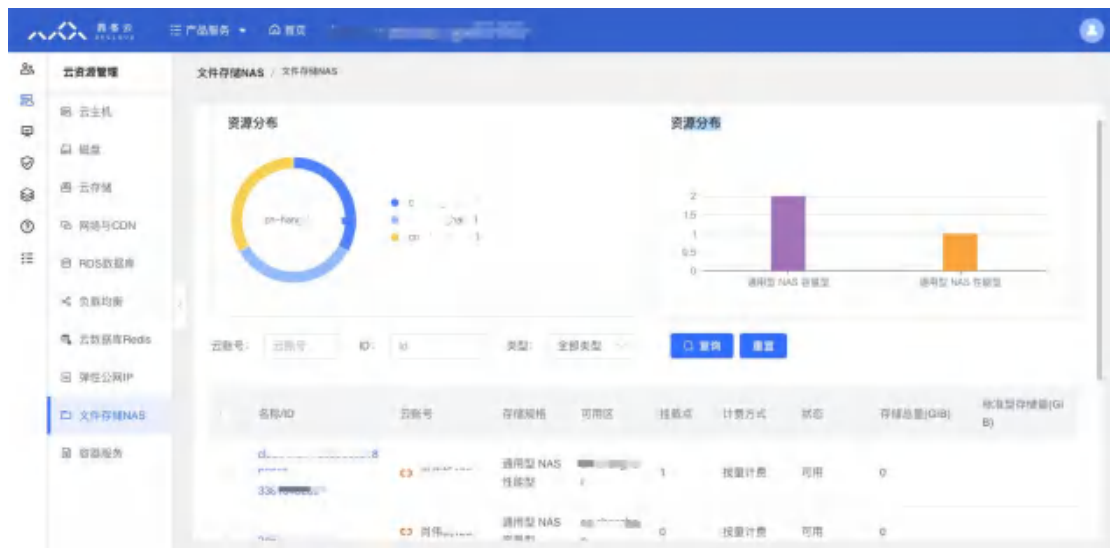 产品服务 首页
云资源管理 文件存储NAS / 文件存储NAS
云主机
磁盘
云存储
网络与CDN
RDS数据库
负载均衡
云数据库Redis
弹性公网IP
文件存储NAS
容器服务
资源分布 资源分布
2
1.5
1
0.5
0
通用型 NAS 容量型 通用型 NAS 性能型
云账号: 云账号 ID: id 类型: 全部类型 查询 重置
名称/ID 云账号 存储规格 可用区 挂载点 计费方式 状态 存储总量(GiB) 标准型存储量(GiB)
通用型 NAS
性能型 1 按量计费 可用 0
通用型 NAS 0 按量计费 可用 0